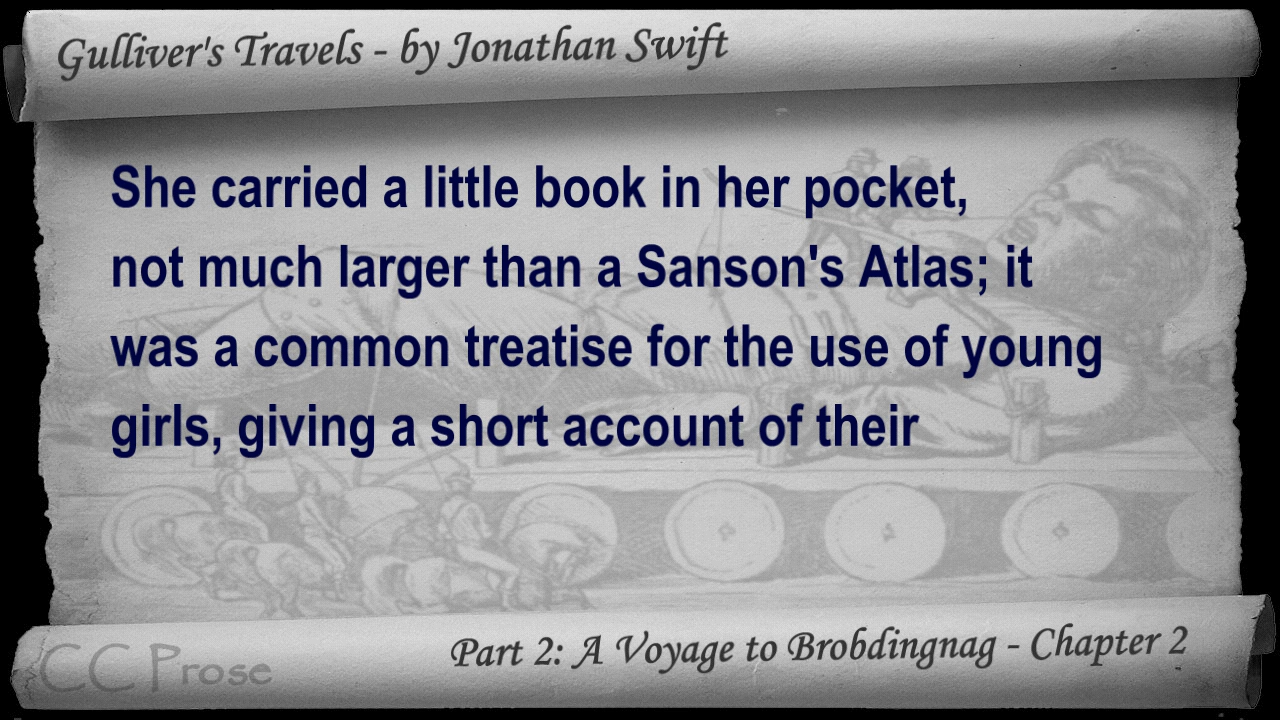 Gulliver's Travels - by Jonathan Swift
She carried a little book in her pocket,
not much larger than a Sanson's Atlas; it
was a common treatise for the use of young
girls, giving a short account of their
CC Prose
Part 2: A Voyage to Brobdingnag - Chapter 2